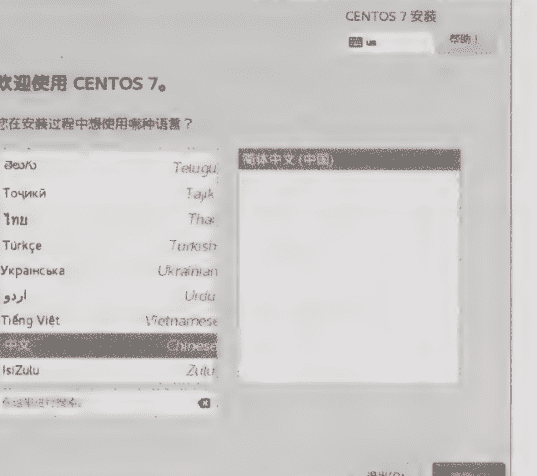 CENTOS 7 安装
us
帮助！
欢迎使用 CENTOS 7。
您在安装过程中想使用哪种语言？
తెలుగు Telugu
Тоҷикӣ Tajik
ไทย Thai
Türkçe Turkish
Українська Ukrainian
اردو Urdu
Tiếng Việt Vietnamese
中文 Chinese
IsiZulu Zulu
简体中文 (中国)
退出(Q)